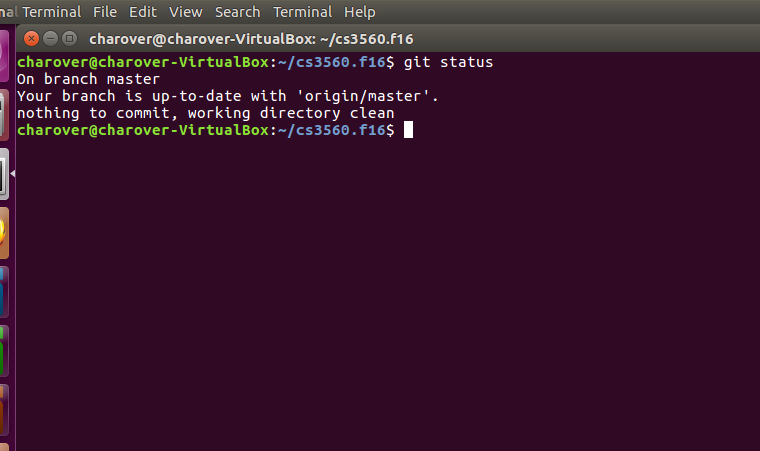 nal Terminal File Edit View Search Terminal Help
charover@charover-VirtualBox: ~/cs3560.f16
charover@charover-VirtualBox:~/cs3560.f16$ git status
On branch master
Your branch is up-to-date with 'origin/master'.
nothing to commit, working directory clean
charover@charover-VirtualBox:~/cs3560.f16$